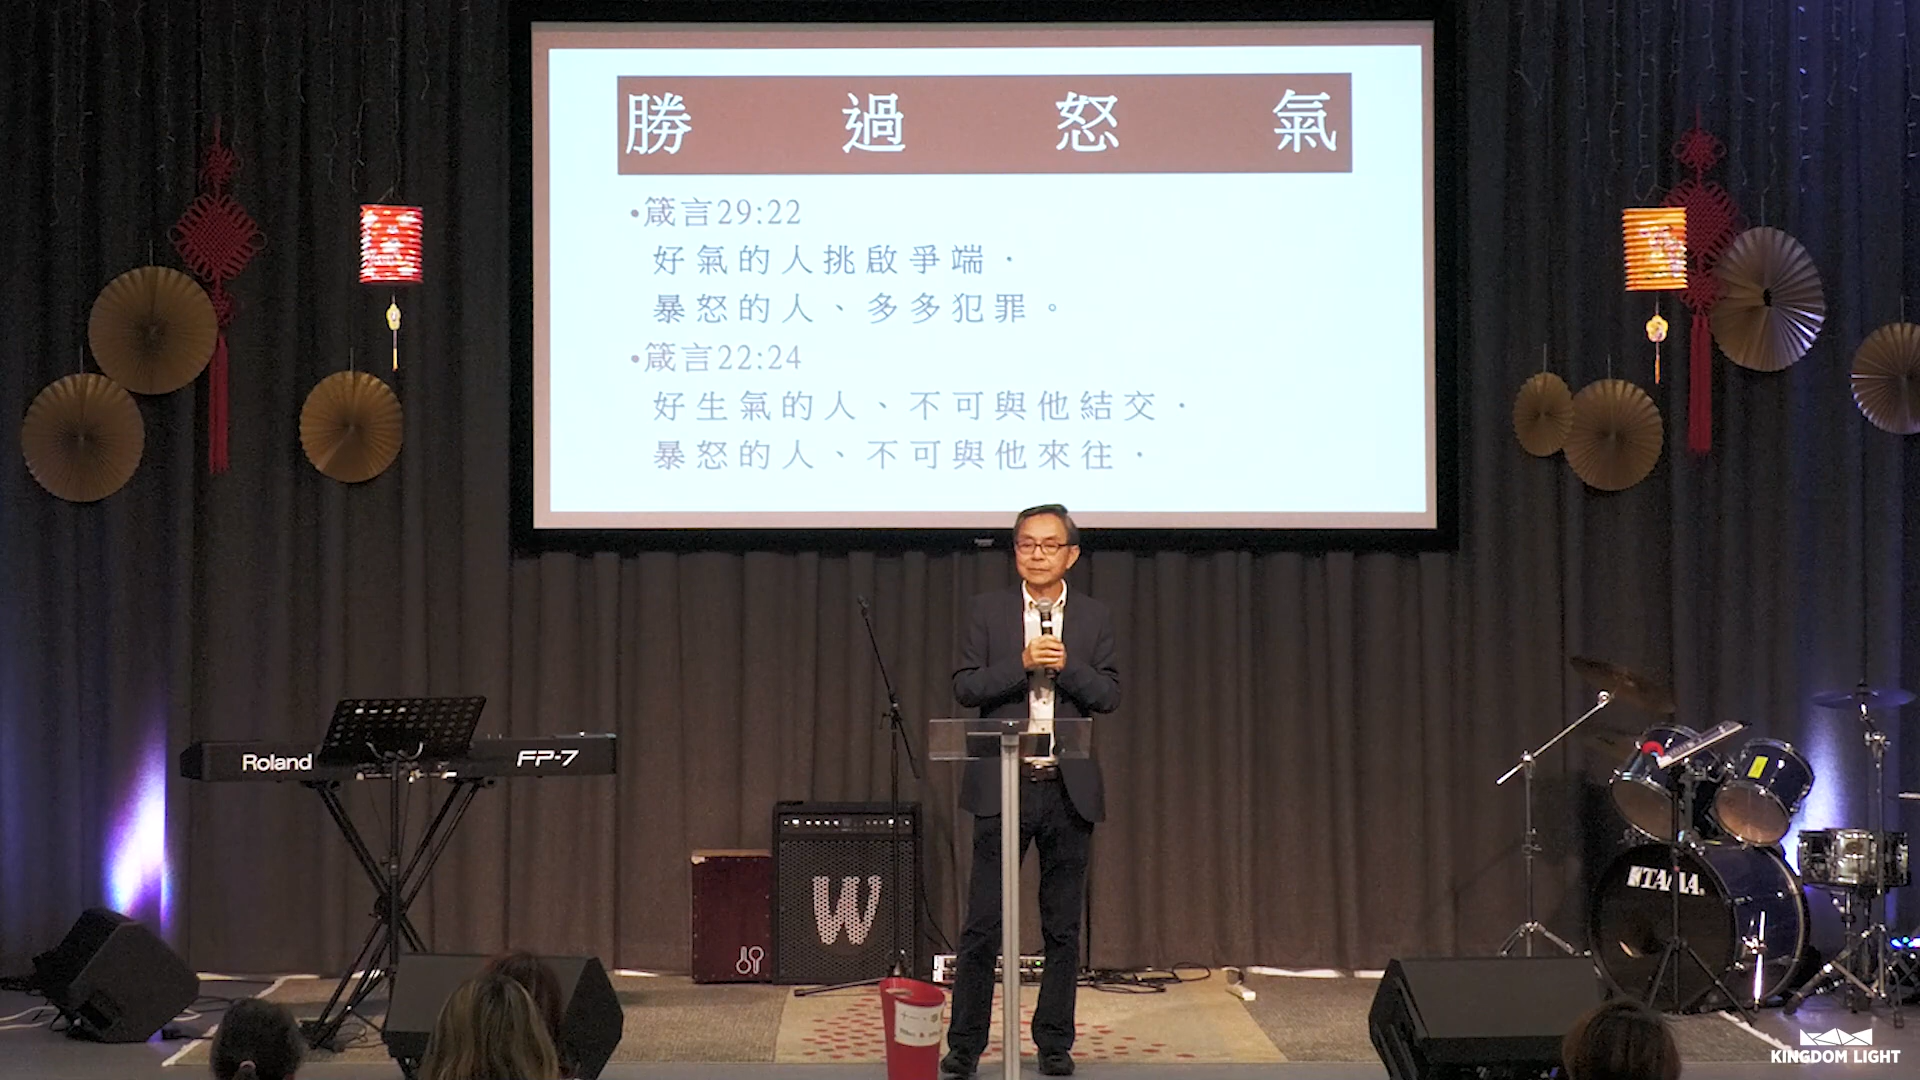 勝過怒氣
•箴言29:22
好氣的人挑啟爭端．
暴怒的人、多多犯罪。
•箴言22:24
好生氣的人、不可與他結交．
暴怒的人、不可與他來往．
Roland
FP-7
W
TAMA
KINGDOM LIGHT